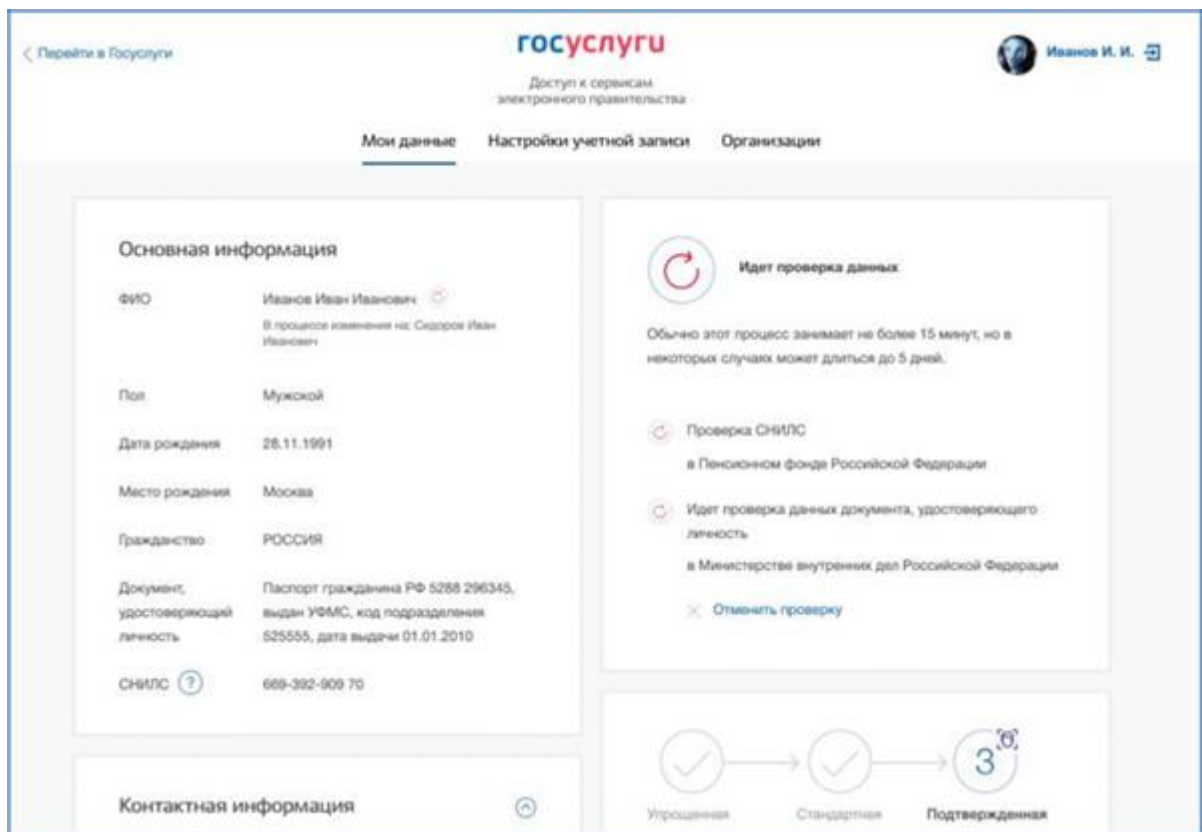 Перейти в Госуслуги
госуслуги
Иванов И. И.
Доступ к сервисам
электронного правительства
Мои данные
Настройки учетной записи
Организации
Основная информация
ФИО
Иванов Иван Иванович
В процессе изменения на: Сидоров Иван
Иванович
Пол
Мужской
Дата рождения
28.11.1991
Место рождения
Москва
Гражданство
РОССИЯ
Документ,
удостоверяющий
личность
Паспорт гражданина РФ 5288 296345,
выдан УФМС, код подразделения
525555, дата выдачи 01.01.2010
СНИЛС ?
669-392-909 70
Контактная информация
Идет проверка данных
Обычно этот процесс занимает не более 15 минут, но в
некоторых случаях может длиться до 5 дней.
Проверка СНИЛС
в Пенсионном фонде Российской Федерации
Идет проверка данных документа, удостоверяющего
личность
в Министерстве внутренних дел Российской Федерации
Отменить проверку
3
Упрощенная
Стандартная
Подтвержденная